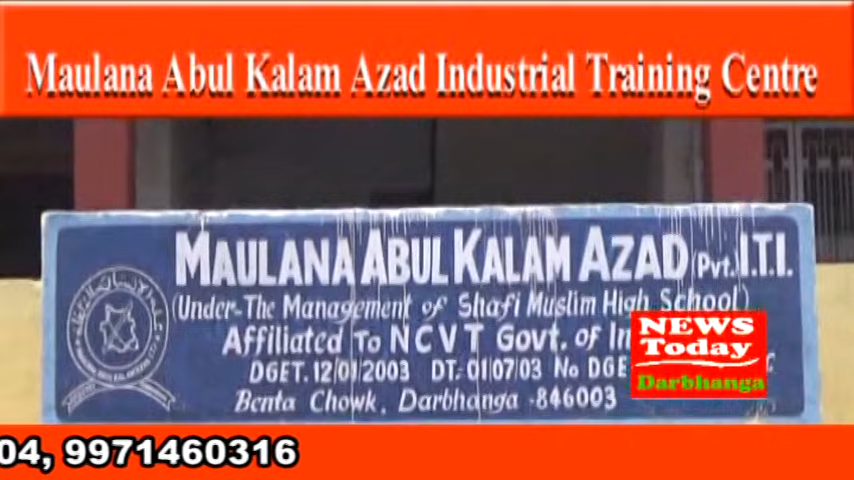 Maulana Abul Kalam Azad Industrial Training Centre
MAULANA ABUL KALAM AZAD (Pvt.) I.T.I.
(Under-The Management of Shafi Muslim High School)
Affiliated To NCVT Govt. of
DGET. 12/01/2003 DT:-01/07/03 No DGE
Benta Chowk, Darbhanga -846003
NEWS
Today
Darbhanga
04, 9971460316